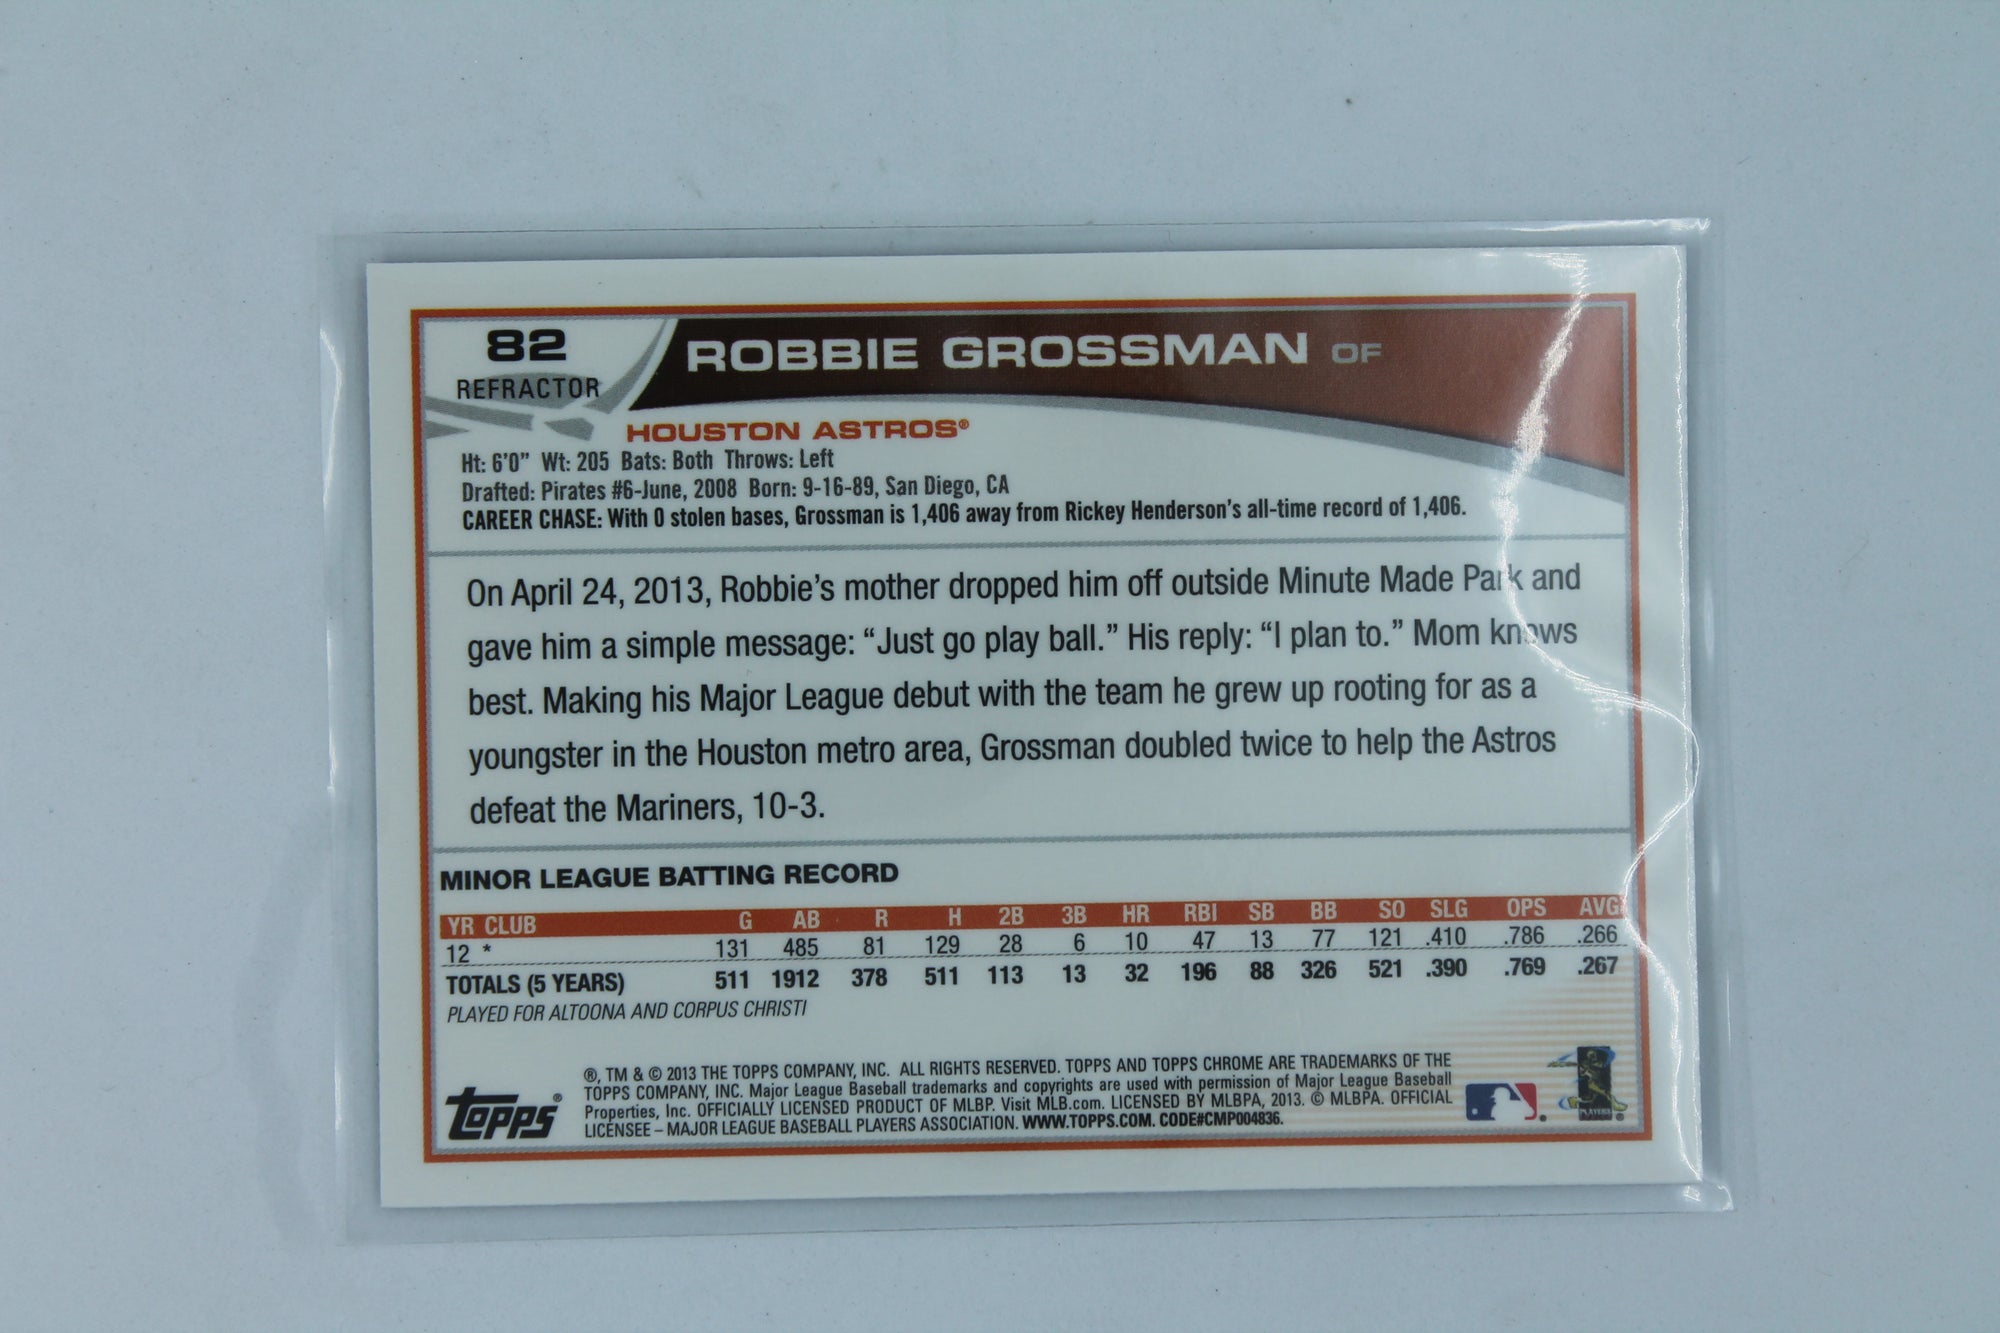 82
REFRACTOR
ROBBIE GROSSMAN OF
HOUSTON ASTROS®
Ht: 6'0" Wt: 205 Bats: Both Throws: Left
Drafted: Pirates #6-June, 2008 Born: 9-16-89, San Diego, CA
CAREER CHASE: With 0 stolen bases, Grossman is 1,406 away from Rickey Henderson's all-time record of 1,406.
On April 24, 2013, Robbie's mother dropped him off outside Minute Made Park and
gave him a simple message: "Just go play ball." His reply: "I plan to." Mom knows
best. Making his Major League debut with the team he grew up rooting for as a
youngster in the Houston metro area, Grossman doubled twice to help the Astros
defeat the Mariners, 10-3.
MINOR LEAGUE BATTING RECORD
YR CLUB G AB R H 2B 3B HR RBI SB BB SO SLG OPS AVG
12 * 131 485 81 129 28 6 10 47 13 77 121 .410 .786 .266
TOTALS (5 YEARS) 511 1912 378 511 113 13 32 196 88 326 521 .390 .769 .267
PLAYED FOR ALTOONA AND CORPUS CHRISTI
®, TM & © 2013 THE TOPPS COMPANY, INC. ALL RIGHTS RESERVED. TOPPS AND TOPPS CHROME ARE TRADEMARKS OF THE
TOPPS COMPANY, INC. Major League Baseball trademarks and copyrights are used with permission of Major League Baseball
Properties, Inc. OFFICIALLY LICENSED PRODUCT OF MLBP. Visit MLB.com. LICENSED BY MLBPA, 2013. © MLBPA. OFFICIAL
LICENSEE – MAJOR LEAGUE BASEBALL PLAYERS ASSOCIATION. WWW.TOPPS.COM. CODE#CMP004836.
TOPPS®
PLAYERS